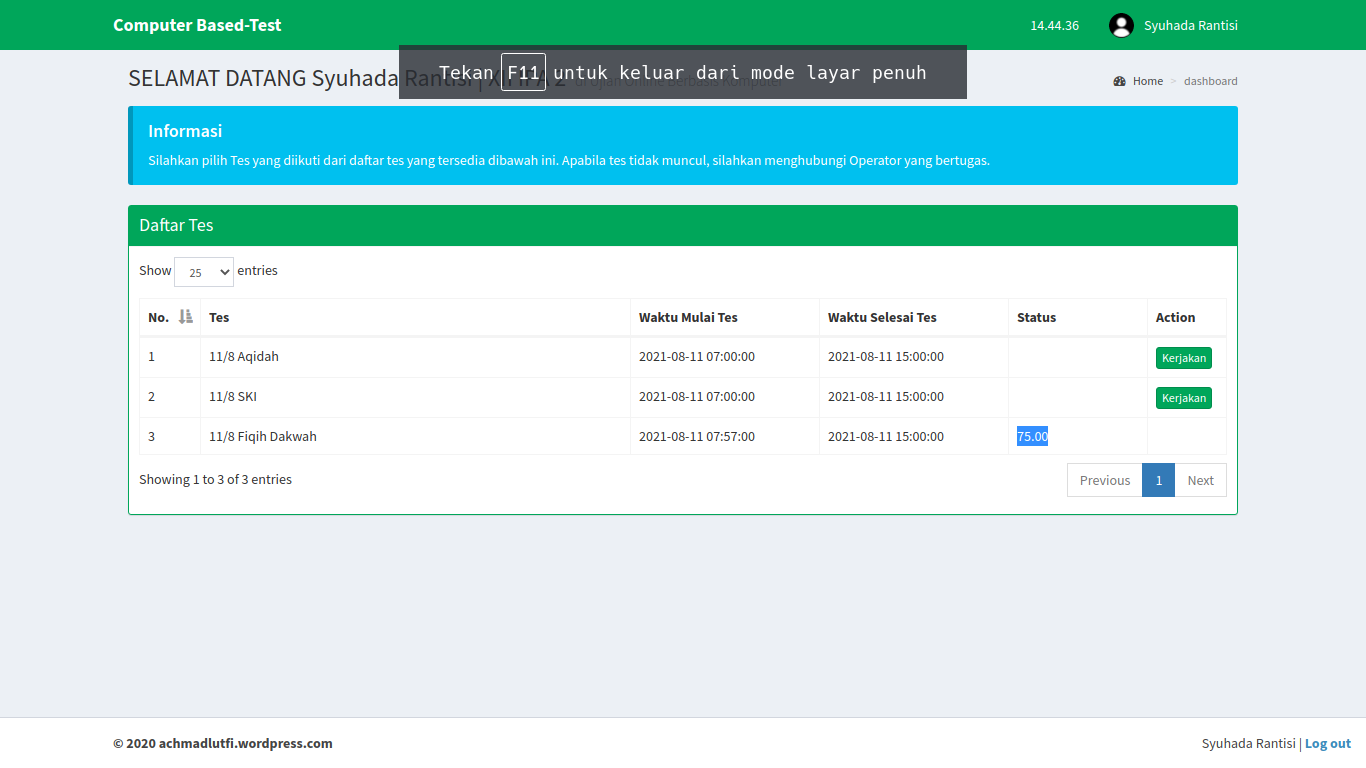 Computer Based-Test 14.44.36 Syuhada Rantisi
Tekan F11 untuk keluar dari mode layar penuh
SELAMAT DATANG Syuhada Rantisi | 2 di Ujian Online Berbasis Komputer
Home > dashboard
Informasi
Silahkan pilih Tes yang diikuti dari daftar tes yang tersedia dibawah ini. Apabila tes tidak muncul, silahkan menghubungi Operator yang bertugas.
Daftar Tes
Show 25 entries
No. Tes Waktu Mulai Tes Waktu Selesai Tes Status Action
1 11/8 Aqidah 2021-08-11 07:00:00 2021-08-11 15:00:00 Kerjakan
2 11/8 SKI 2021-08-11 07:00:00 2021-08-11 15:00:00 Kerjakan
3 11/8 Fiqih Dakwah 2021-08-11 07:57:00 2021-08-11 15:00:00 75.00
Showing 1 to 3 of 3 entries Previous 1 Next
© 2020 achmadlutfi.wordpress.com Syuhada Rantisi | Log out